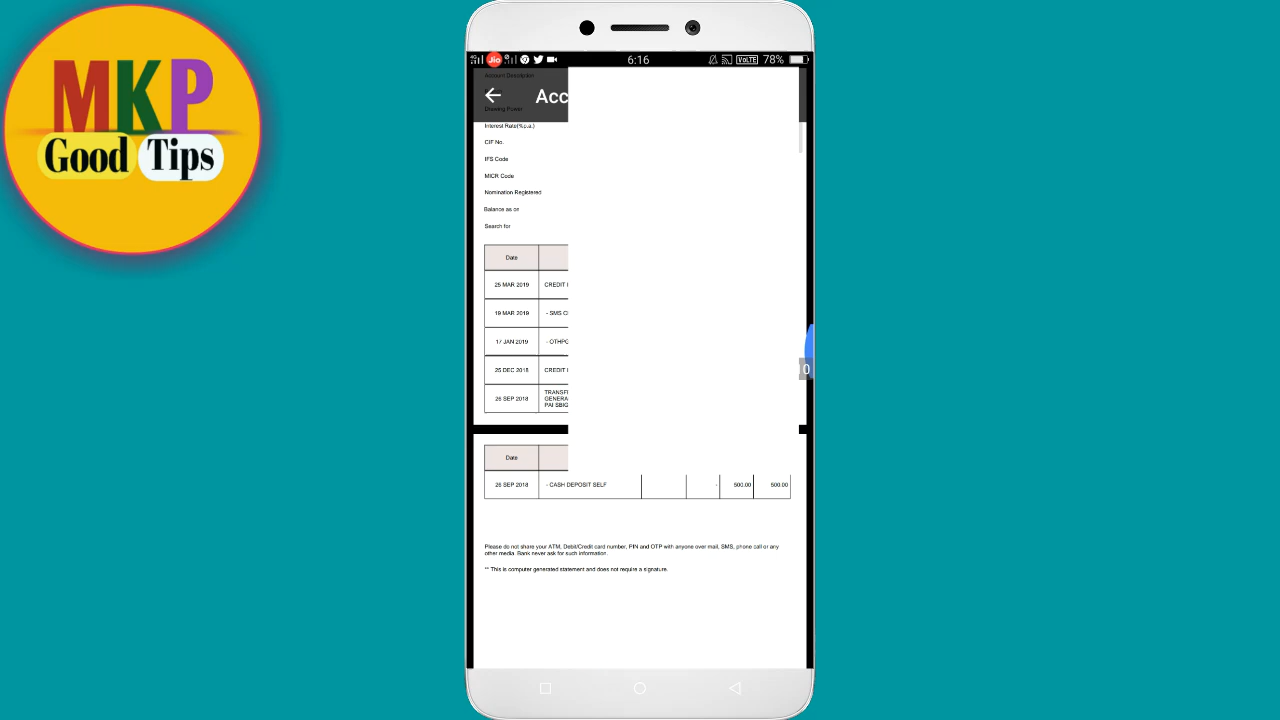 MKP
Good Tips
4G Jio 6:16 VoLTE 78%
Account Description
Acc
Drawing Power
Interest Rate(% p.a.)
CIF No.
IFS Code
MICR Code
Nomination Registered
Balance as on
Search for
Date
25 MAR 2019 CREDIT I
19 MAR 2019 - SMS C
17 JAN 2019 - OTHPO
25 DEC 2018 CREDIT I
26 SEP 2018 TRANSF
GENERA
PAI SBIG
Date
26 SEP 2018 - CASH DEPOSIT SELF - 500.00 500.00
Please do not share your ATM, Debit/Credit card number, PIN and OTP with anyone over mail, SMS, phone call or any
other media. Bank never ask for such information.
** This is computer generated statement and does not require a signature.